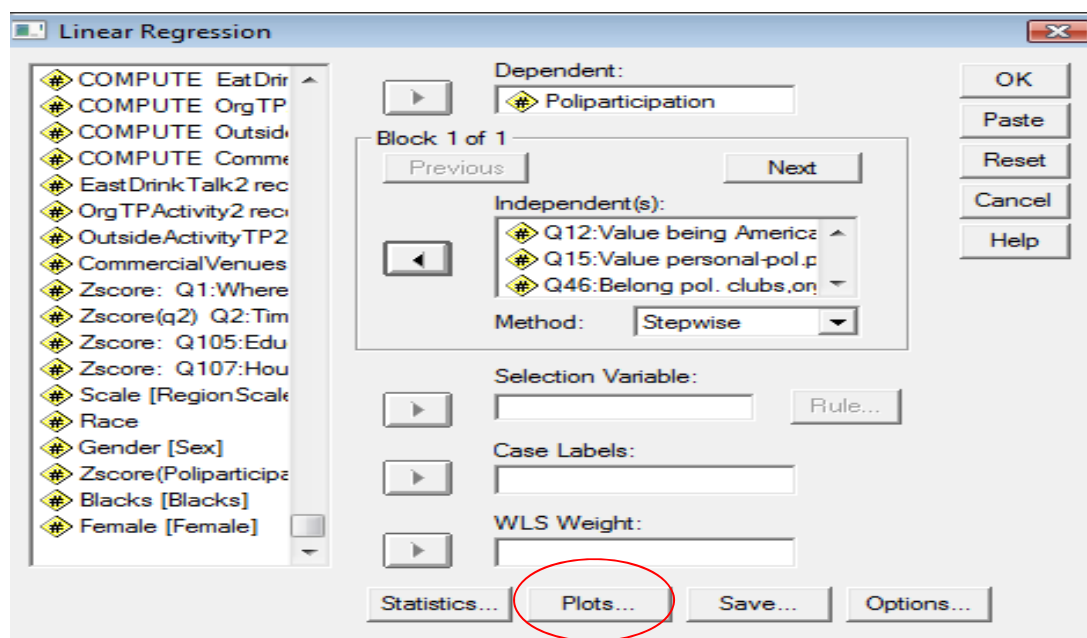 Linear Regression
COMPUTE EatDrir
COMPUTE OrgTP
COMPUTE Outside
COMPUTE Comme
EastDrinkTalk2 rec
OrgTPActivity2 reco
OutsideActivityTP2
CommercialVenues
Zscore: Q1:Where
Zscore(q2) Q2:Tim
Zscore: Q105:Edu
Zscore: Q107:Hou
Scale [RegionScale
Race
Gender [Sex]
Zscore(Poliparticipa
Blacks [Blacks]
Female [Female]
Dependent:
Poliparticipation
Block 1 of 1
Previous
Next
Independent(s):
Q12:Value being America
Q15:Value personal-pol.p
Q46:Belong pol. clubs,or
Method:
Stepwise
Selection Variable:
Rule...
Case Labels:
WLS Weight:
Statistics...
Plots...
Save...
Options...
OK
Paste
Reset
Cancel
Help